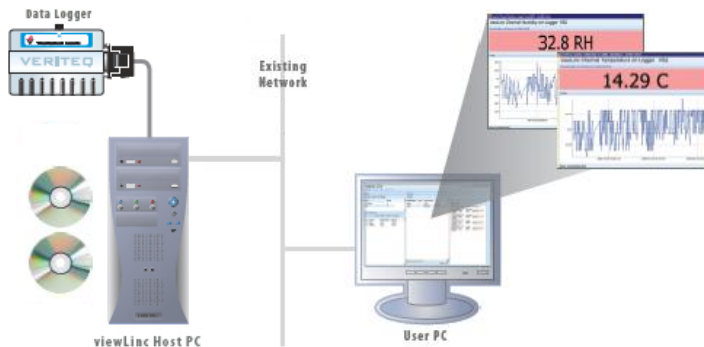 Data Logger
VERITEQ
Existing
Network
32.8 RH
14.29 C
viewLinc Host PC
User PC